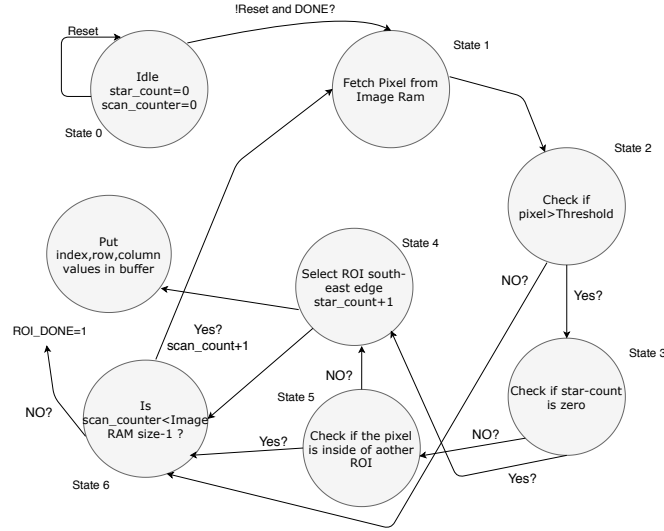 !Reset and DONE?
Reset
State 1
Idle
star_count=0
scan_counter=0
Fetch Pixel from
Image Ram
State 0
State 2
Check if
pixel>Threshold
Put
index,row,column
values in buffer
State 4
Select ROI south-
east edge
star_count+1
NO?
Yes?
ROI_DONE=1
Yes?
scan_count+1
State 3
NO?
State 5
Check if star-count
is zero
Is
scan_counter<Image
RAM size-1 ?
NO?
Yes?
Check if the pixel
is inside of aother
ROI
NO?
Yes?
State 6